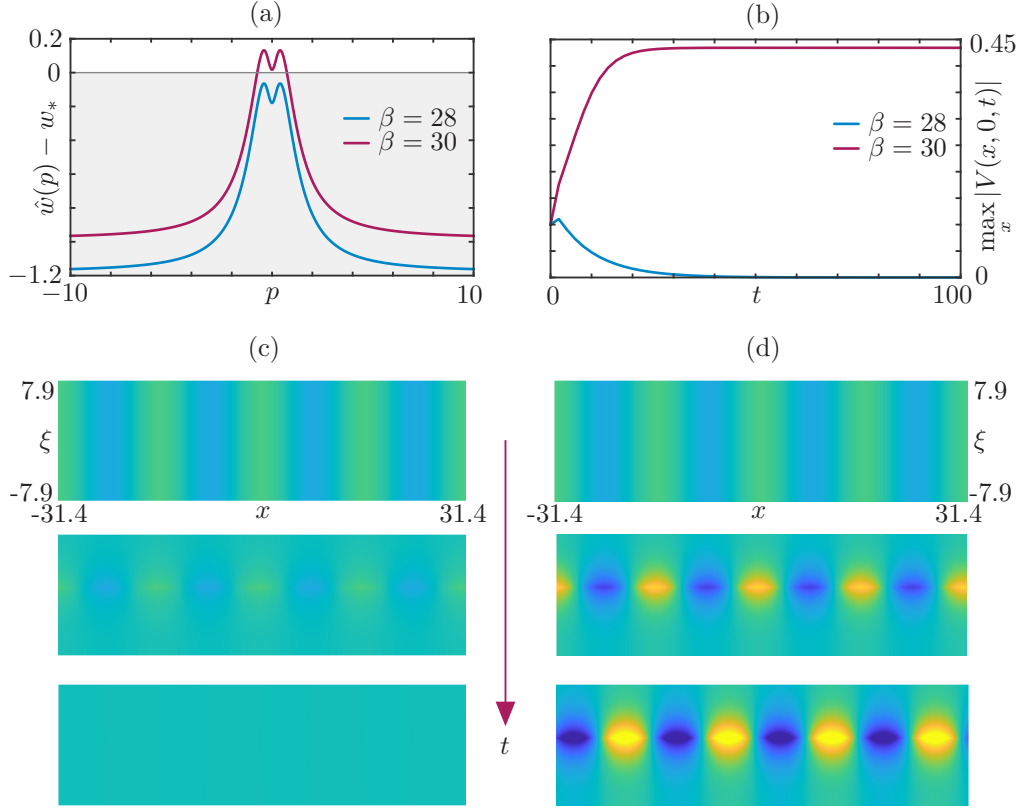 (a)
0.2
0
−1.2
ŵ(p) − w*
β = 28
β = 30
−10
p
10
(b)
0.45
0
max |V(x, 0, t)|
x
β = 28
β = 30
0
t
100
(c)
7.9
ξ
-7.9
-31.4
x
31.4
(d)
7.9
ξ
-7.9
-31.4
x
31.4
t